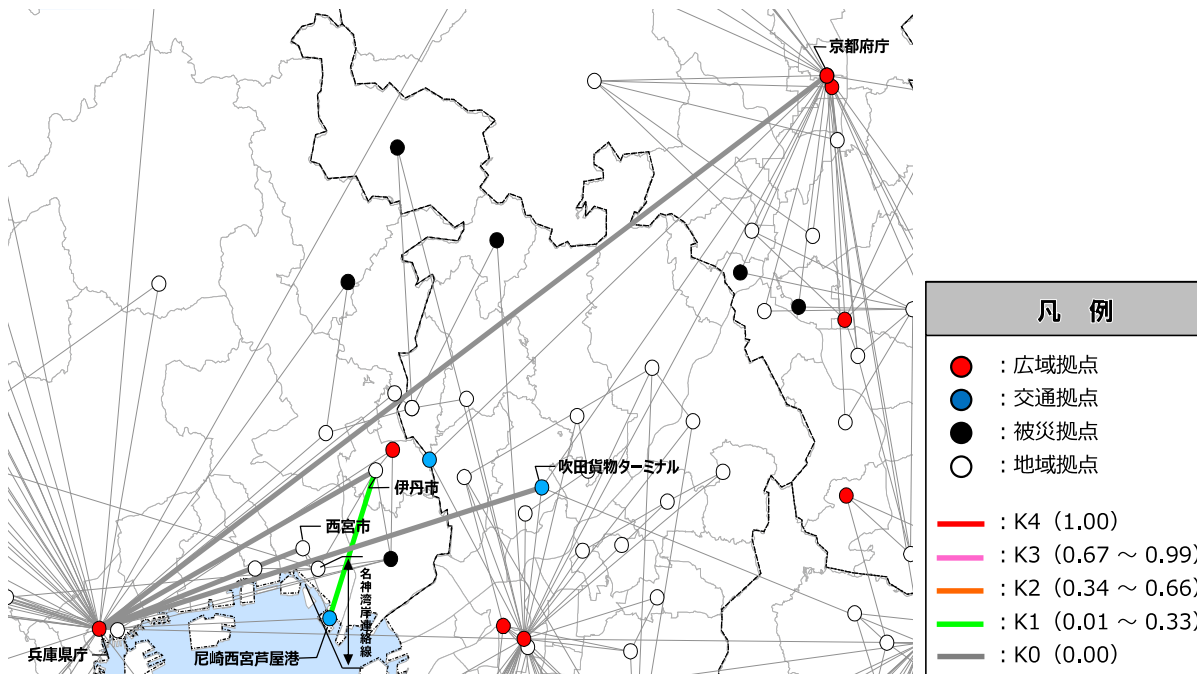 京都府庁
吹田貨物ターミナル
伊丹市
西宮市
名神湾岸連絡線
兵庫県庁
尼崎西宮芦屋港
凡 例
：広域拠点
：交通拠点
：被災拠点
：地域拠点
：K4（1.00）
：K3（0.67 ～ 0.99）
：K2（0.34 ～ 0.66）
：K1（0.01 ～ 0.33）
：K0（0.00）